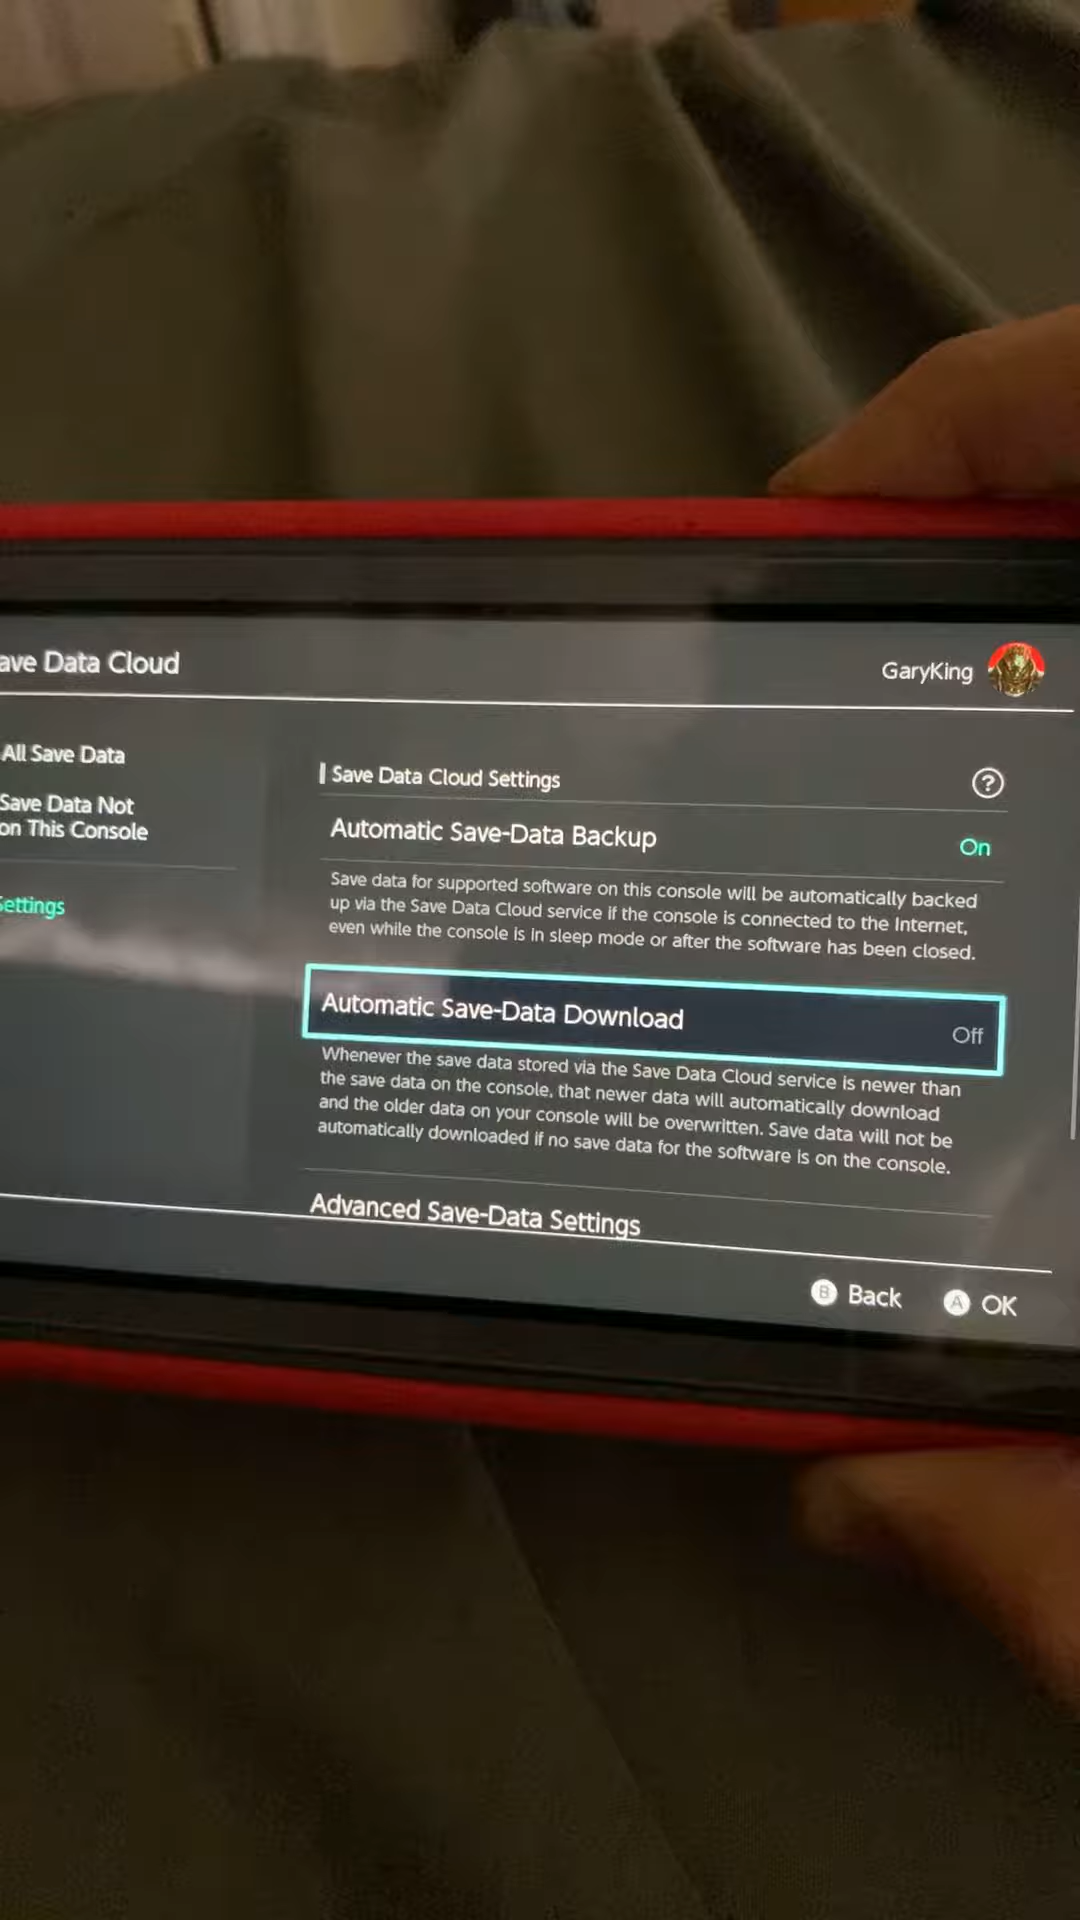 ave Data Cloud
GaryKing
All Save Data
Save Data Not
on This Console
Settings
Save Data Cloud Settings
?
Automatic Save-Data Backup
On
Save data for supported software on this console will be automatically backed
up via the Save Data Cloud service if the console is connected to the Internet,
even while the console is in sleep mode or after the software has been closed.
Automatic Save-Data Download
Off
Whenever the save data stored via the Save Data Cloud service is newer than
the save data on the console, that newer data will automatically download
and the older data on your console will be overwritten. Save data will not be
automatically downloaded if no save data for the software is on the console.
Advanced Save-Data Settings
B Back
A OK